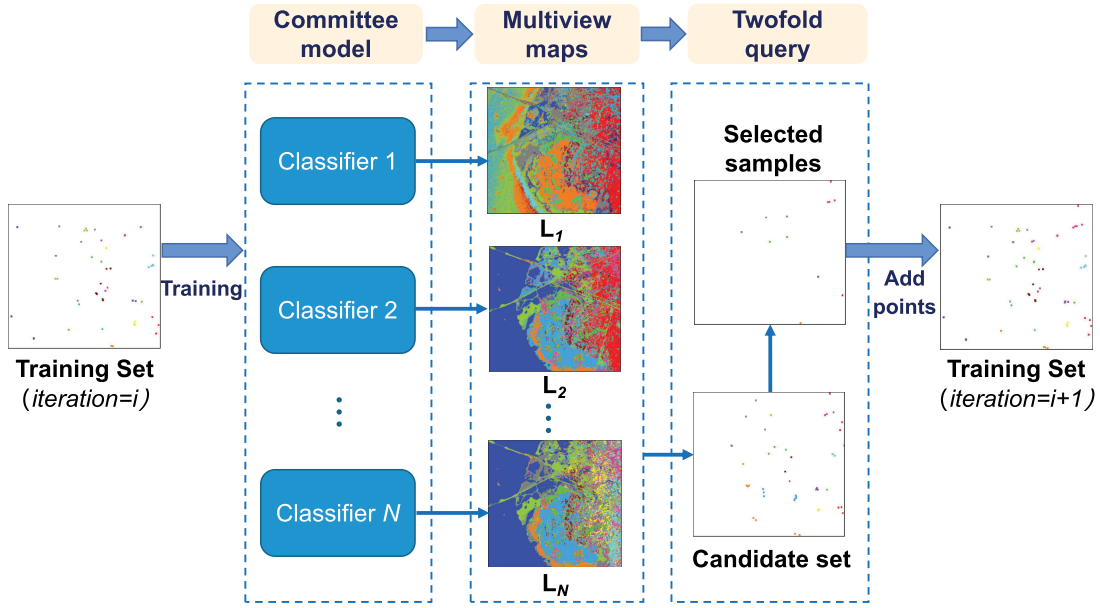 Committee
model
Multiview
maps
Twofold
query
Training Set
(iteration=i)
Training
Classifier 1
Classifier 2
Classifier N
L1
L2
LN
Selected
samples
Candidate set
Add
points
Training Set
(iteration=i+1)